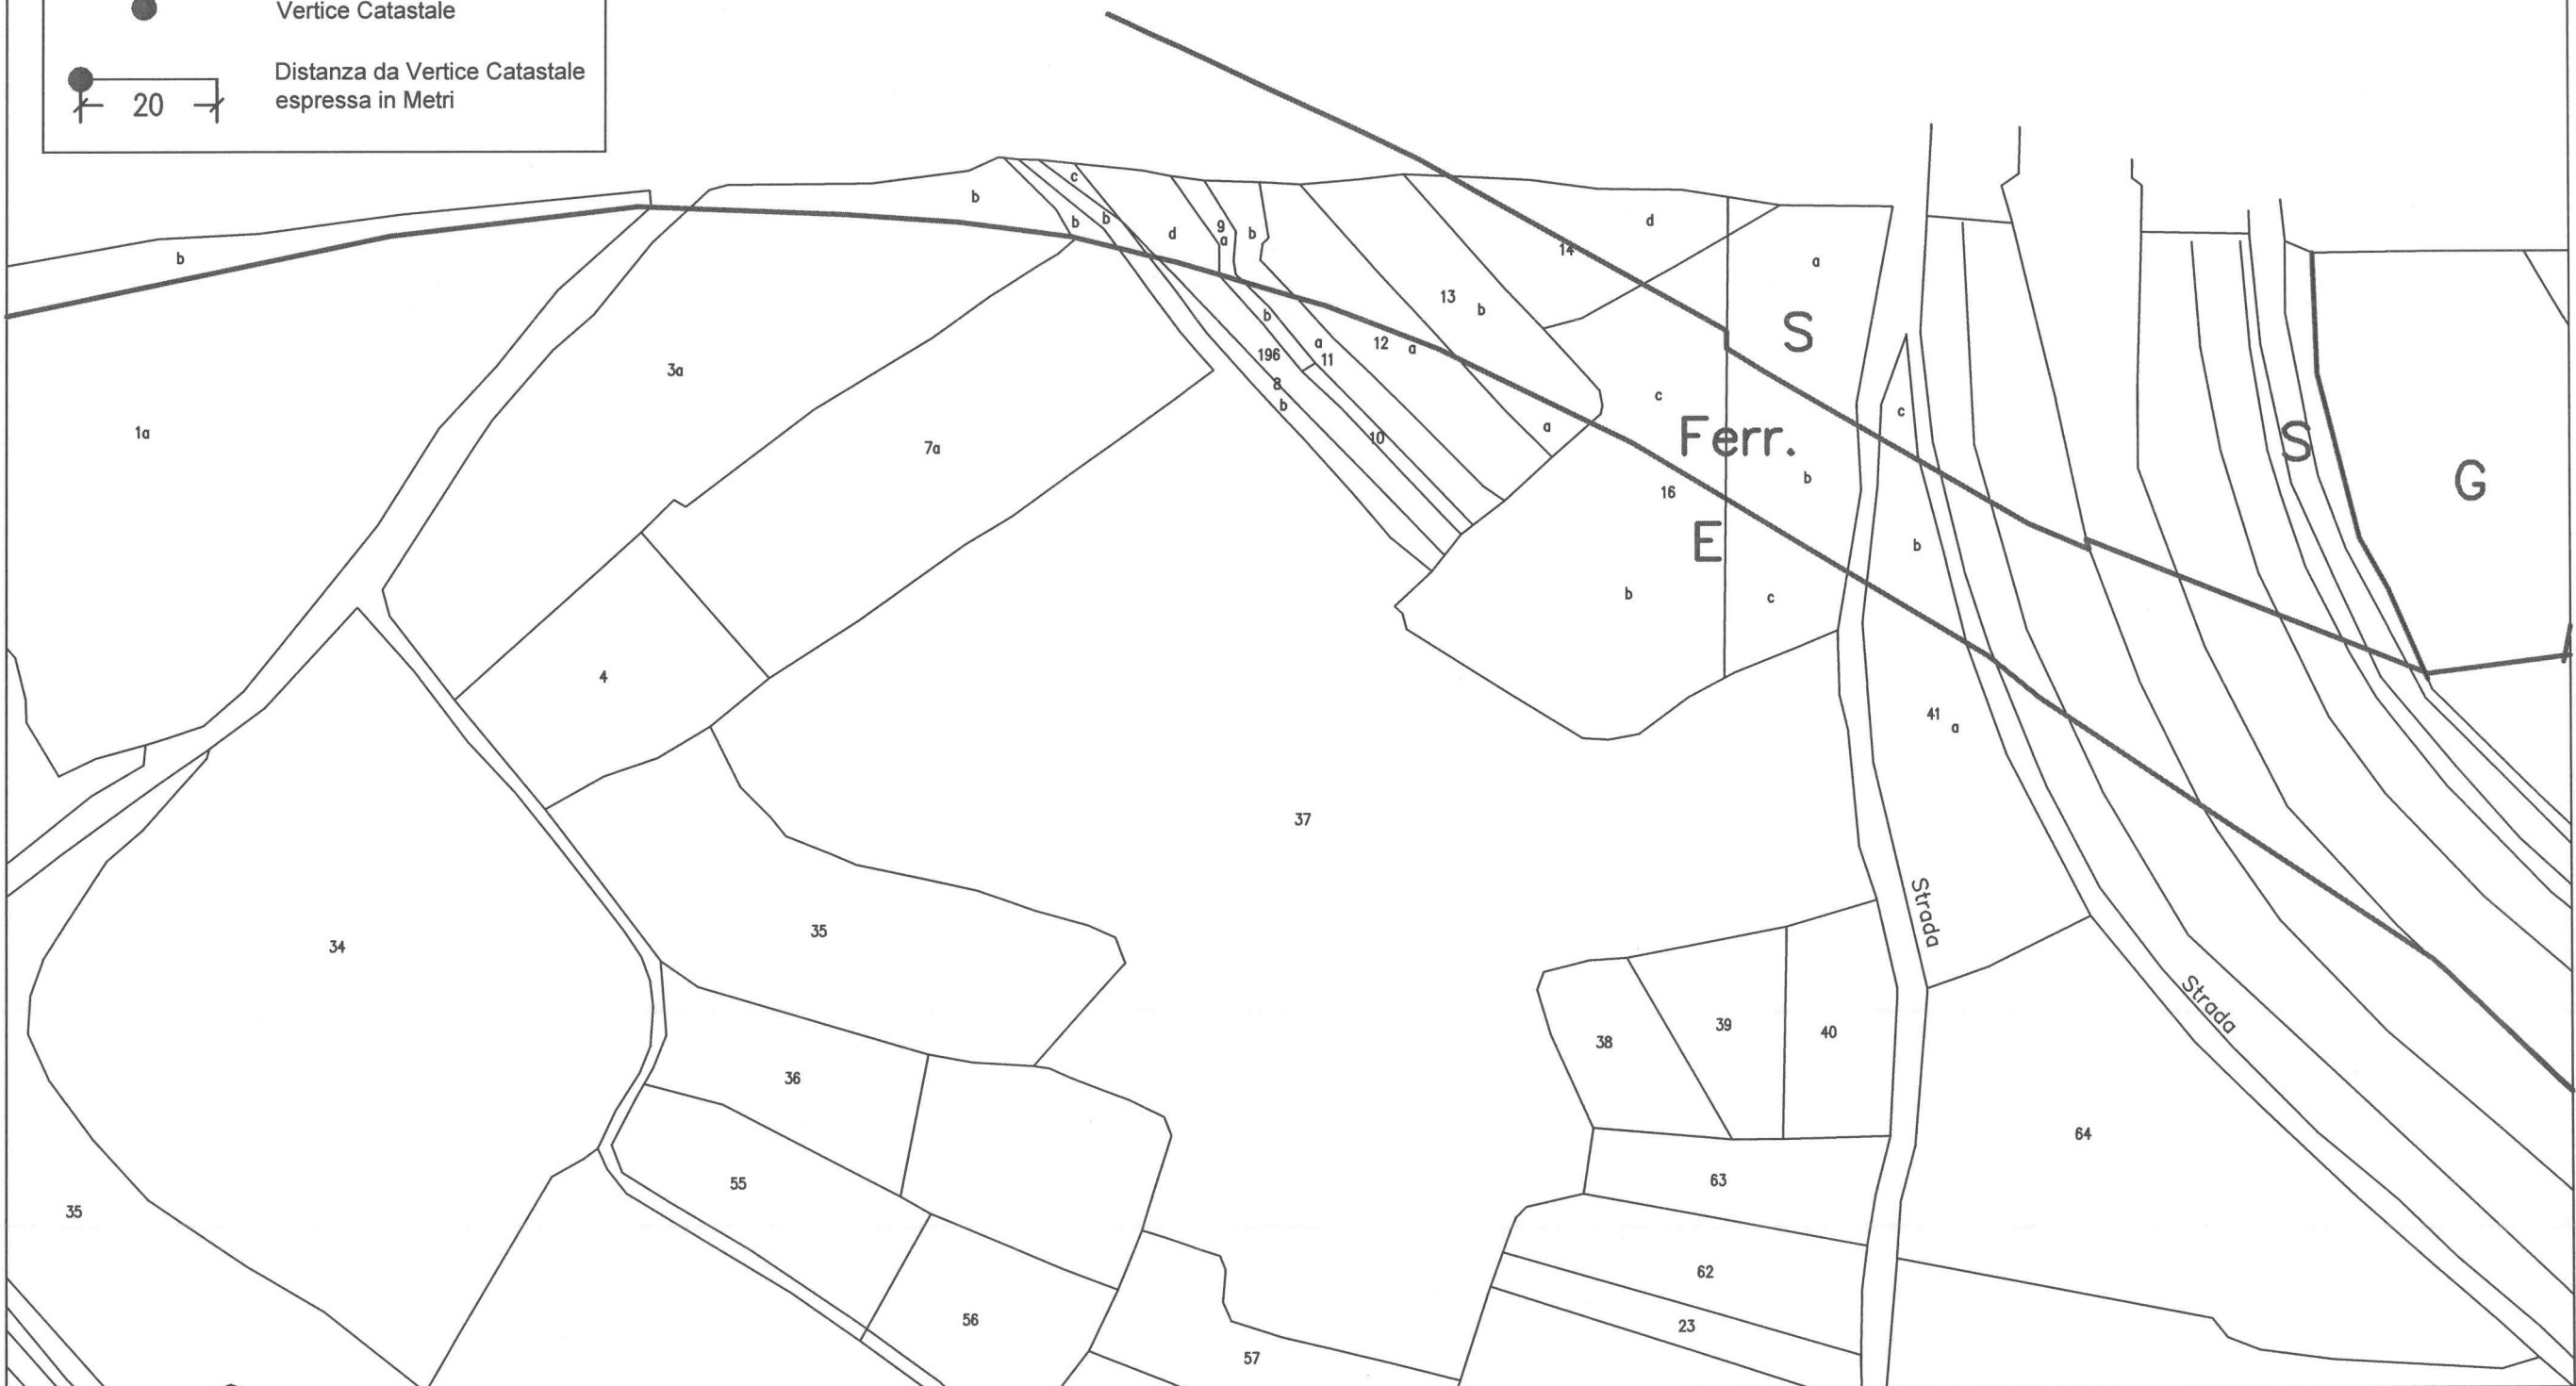 Vertice Catastale
Distanza da Vertice Catastale
espressa in Metri
20
c
b
b
b
d
9
a
b
d
14
b
a
13
b
S
b
a
11
12
a
196
8
b
3a
1a
7a
c
c
a
10
Ferr.
S
G
b
16
E
b
b
c
4
41
a
37
Strada
35
34
Strada
39
40
38
36
64
55
63
35
62
56
23
57